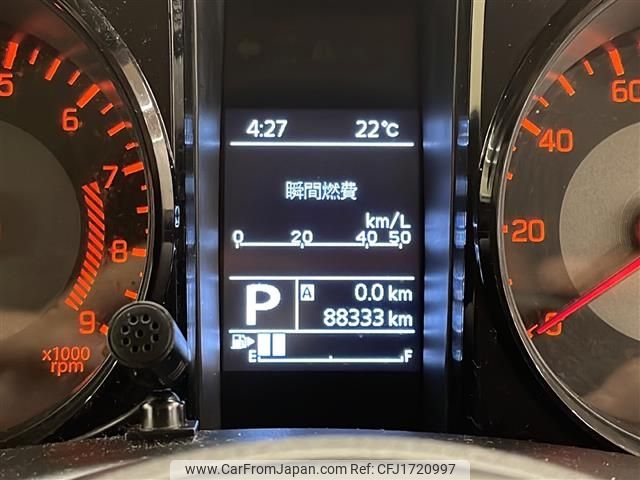 4:27 22℃
瞬間燃費
km/L
0 20 40 50
P A 0.0 km
88333 km
E F
5
6
7
8
9
x1000
rpm
60
40
20
0
www.CarFromJapan.com - REF: CFJ1720997